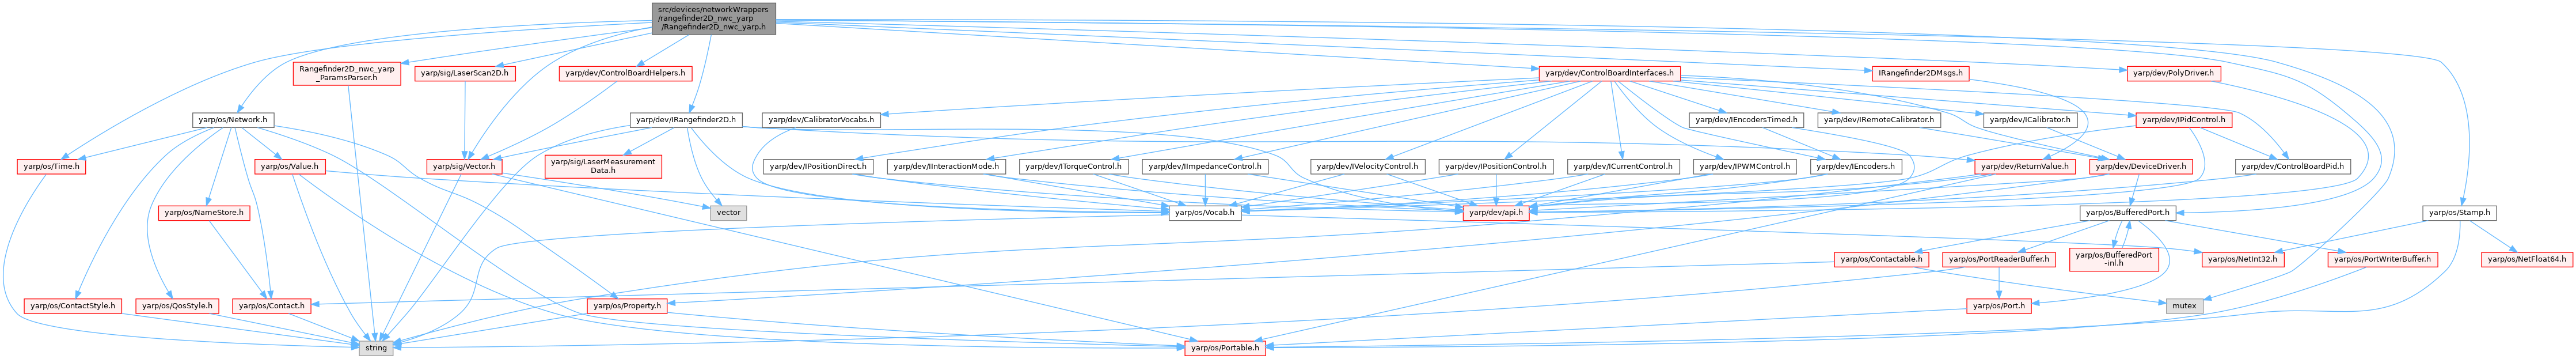 src/devices/networkWrappers
/rangefinder2D_nwc_yarp
/Rangefinder2D_nwc_yarp.h
Rangefinder2D_nwc_yarp
_ParamsParser.h
yarp/sig/LaserScan2D.h
yarp/dev/ControlBoardHelpers.h
yarp/dev/ControlBoardInterfaces.h
IRangefinder2DMsgs.h
yarp/dev/PolyDriver.h
yarp/os/Network.h
yarp/dev/IRangefinder2D.h
yarp/dev/CalibratorVocabs.h
yarp/dev/IEncodersTimed.h
yarp/dev/IRemoteCalibrator.h
yarp/dev/ICalibrator.h
yarp/dev/IPidControl.h
yarp/os/Time.h
yarp/os/Value.h
yarp/sig/Vector.h
yarp/sig/LaserMeasurement
Data.h
yarp/dev/IPositionDirect.h
yarp/dev/IInteractionMode.h
yarp/dev/ITorqueControl.h
yarp/dev/IImpedanceControl.h
yarp/dev/IVelocityControl.h
yarp/dev/IPositionControl.h
yarp/dev/ICurrentControl.h
yarp/dev/IPWMControl.h
yarp/dev/IEncoders.h
yarp/dev/ReturnValue.h
yarp/dev/DeviceDriver.h
yarp/dev/ControlBoardPid.h
yarp/os/NameStore.h
vector
yarp/os/Vocab.h
yarp/dev/api.h
yarp/os/BufferedPort.h
yarp/os/Stamp.h
yarp/os/Contactable.h
yarp/os/PortReaderBuffer.h
yarp/os/BufferedPort
-inl.h
yarp/os/NetInt32.h
yarp/os/PortWriterBuffer.h
yarp/os/NetFloat64.h
yarp/os/ContactStyle.h
yarp/os/QosStyle.h
yarp/os/Contact.h
yarp/os/Property.h
yarp/os/Port.h
mutex
string
yarp/os/Portable.h